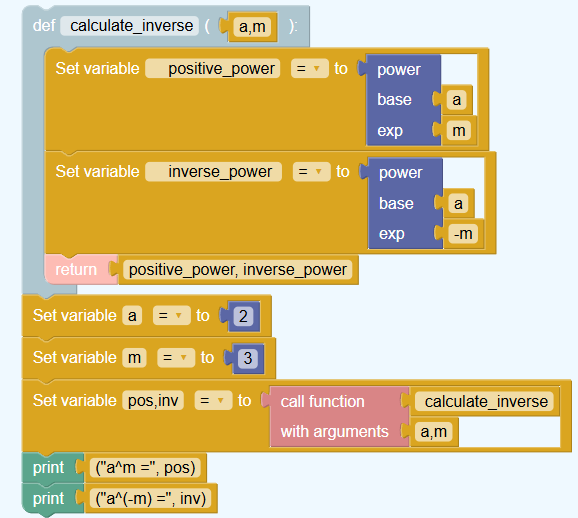 def calculate_inverse ( a,m ):
Set variable positive_power = to power
base a
exp m
Set variable inverse_power = to power
base a
exp -m
return positive_power, inverse_power
Set variable a = to 2
Set variable m = to 3
Set variable pos,inv = to call function calculate_inverse
with arguments a,m
print ("a^m =", pos)
print ("a^(-m) =", inv)